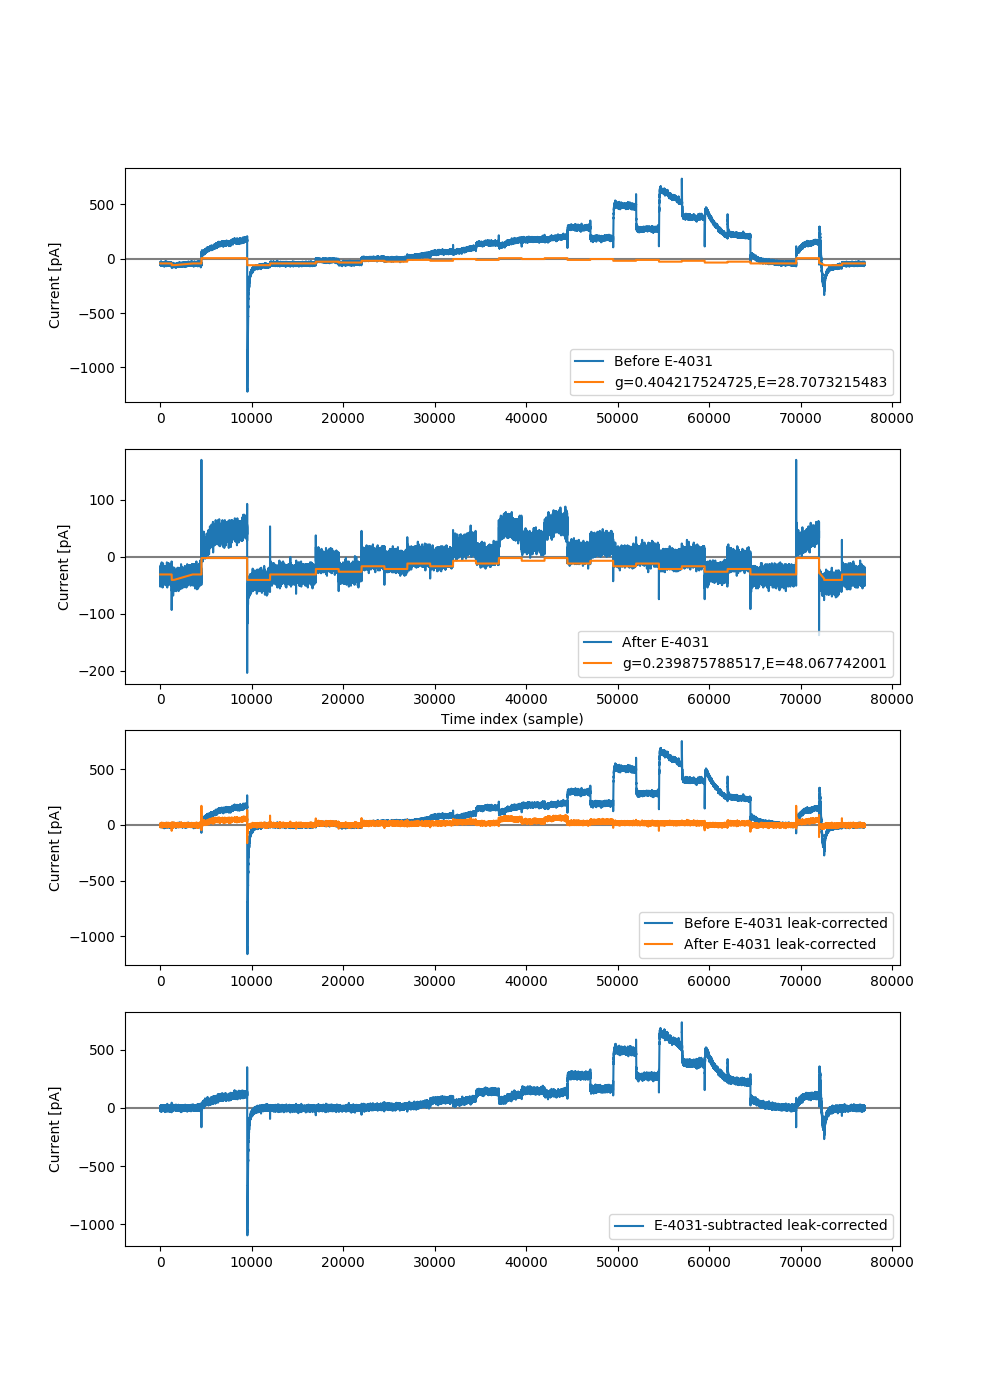 Current [pA]
500
0
−500
−1000
Before E-4031
g=0.404217524725,E=28.7073215483
0 10000 20000 30000 40000 50000 60000 70000 80000
Current [pA]
100
0
−100
−200
After E-4031
g=0.239875788517,E=48.067742001
0 10000 20000 30000 40000 50000 60000 70000 80000
Time index (sample)
Current [pA]
500
0
−500
−1000
Before E-4031 leak-corrected
After E-4031 leak-corrected
0 10000 20000 30000 40000 50000 60000 70000 80000
Current [pA]
500
0
−500
−1000
E-4031-subtracted leak-corrected
0 10000 20000 30000 40000 50000 60000 70000 80000